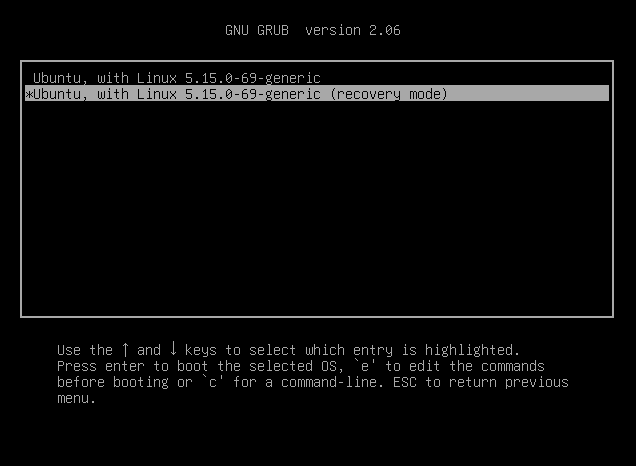 GNU GRUB  version 2.06
Ubuntu, with Linux 5.15.0-69-generic
*Ubuntu, with Linux 5.15.0-69-generic (recovery mode)
Use the ↑ and ↓ keys to select which entry is highlighted.
Press enter to boot the selected OS, `e' to edit the commands
before booting or `c' for a command-line. ESC to return previous
menu.